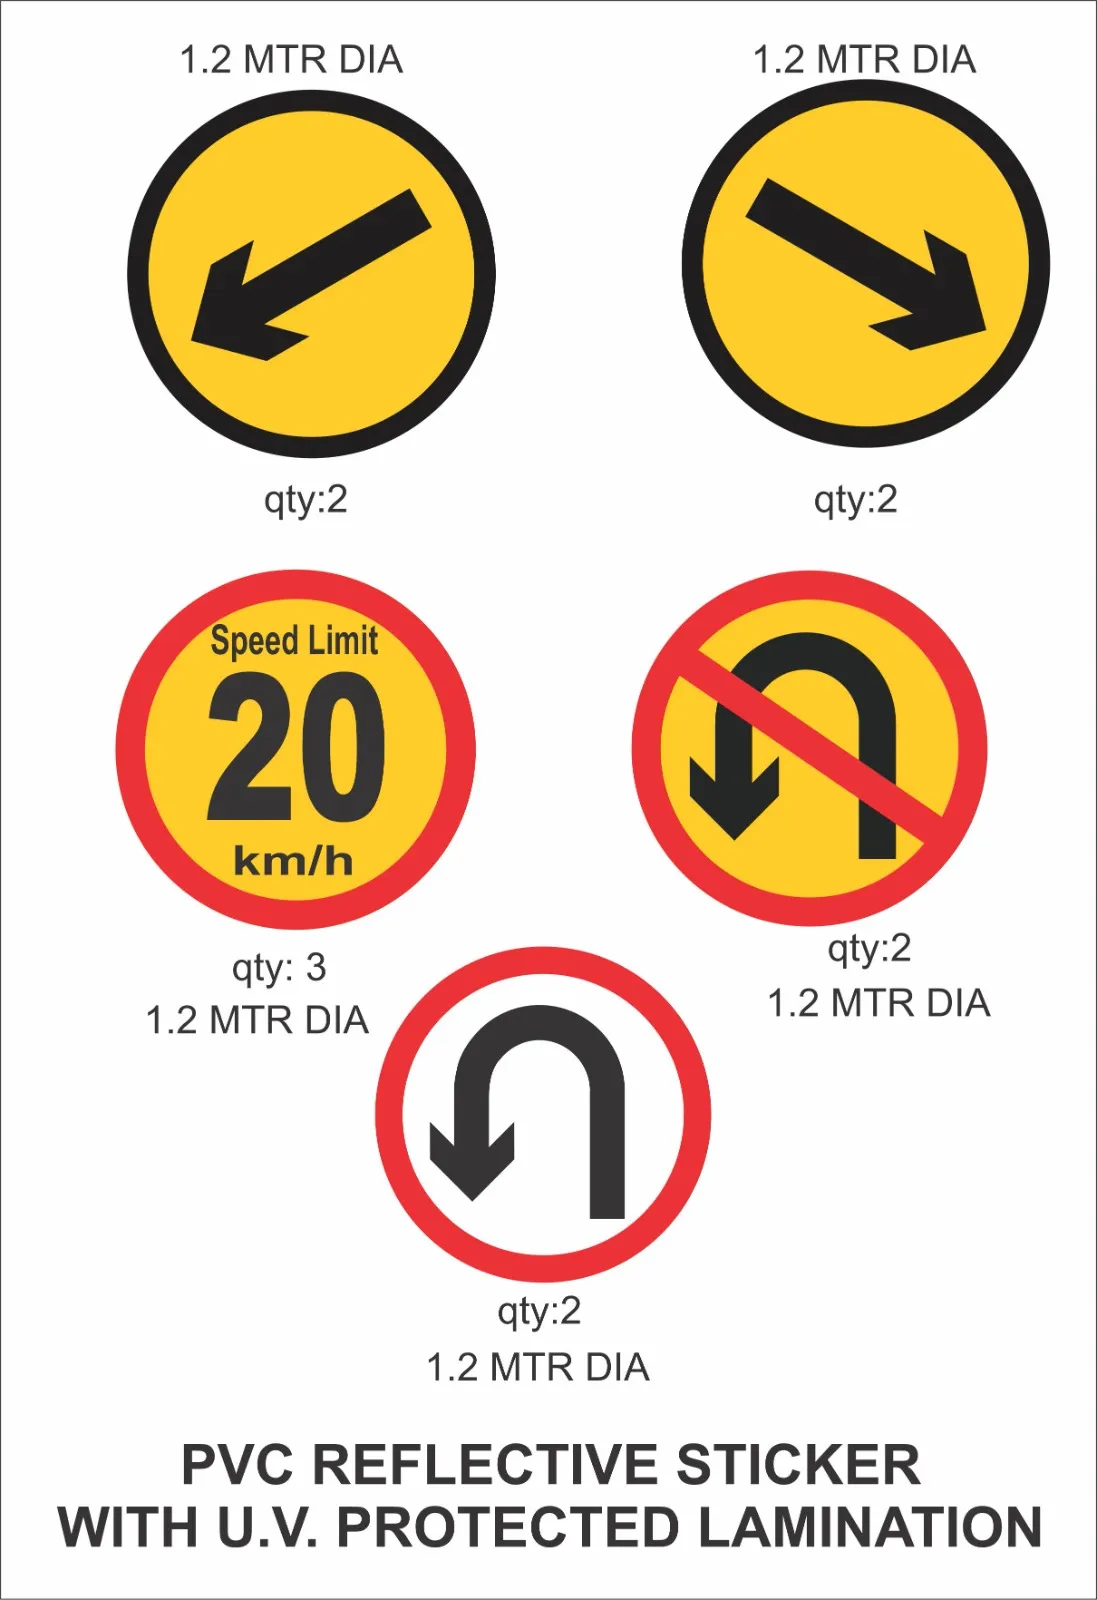 1.2 MTR DIA
1.2 MTR DIA
qty:2
qty:2
Speed Limit
20
km/h
qty: 3
1.2 MTR DIA
qty:2
1.2 MTR DIA
qty:2
1.2 MTR DIA
PVC REFLECTIVE STICKER
WITH U.V. PROTECTED LAMINATION